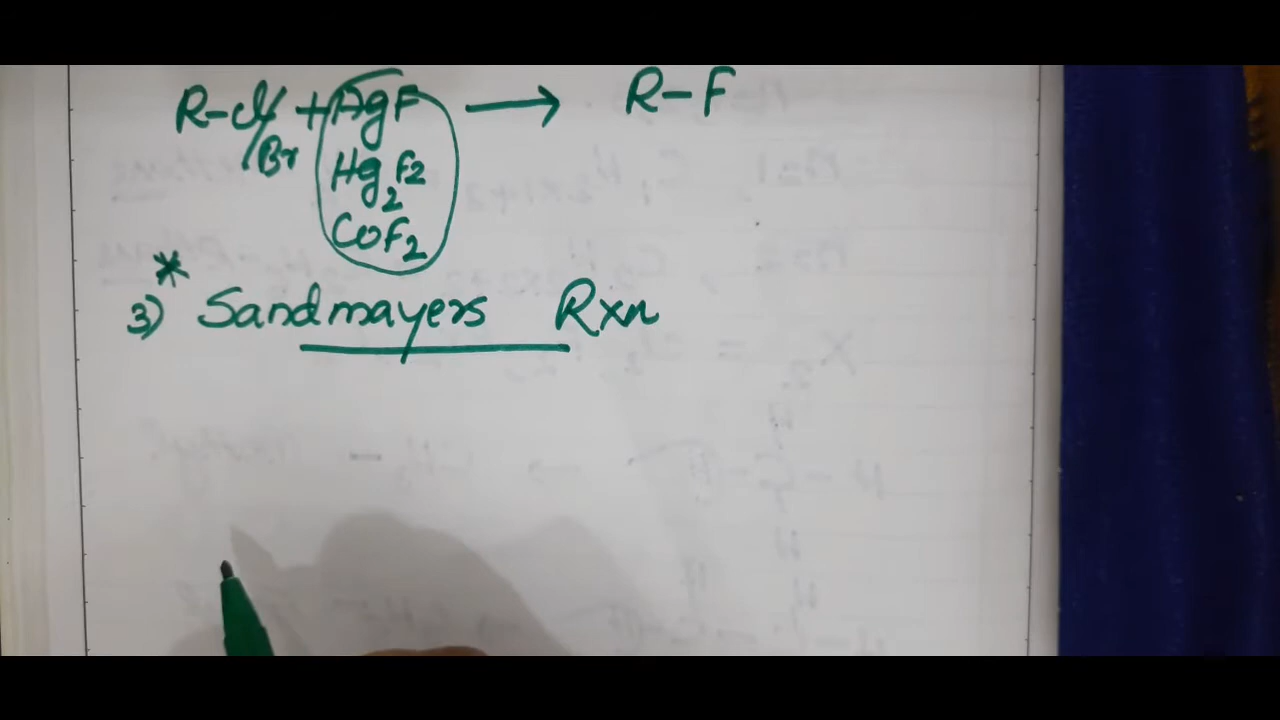 R-Cl/Br + AgF → R-F
Hg2F2
CoF2
*
3) Sandmayers Rxn